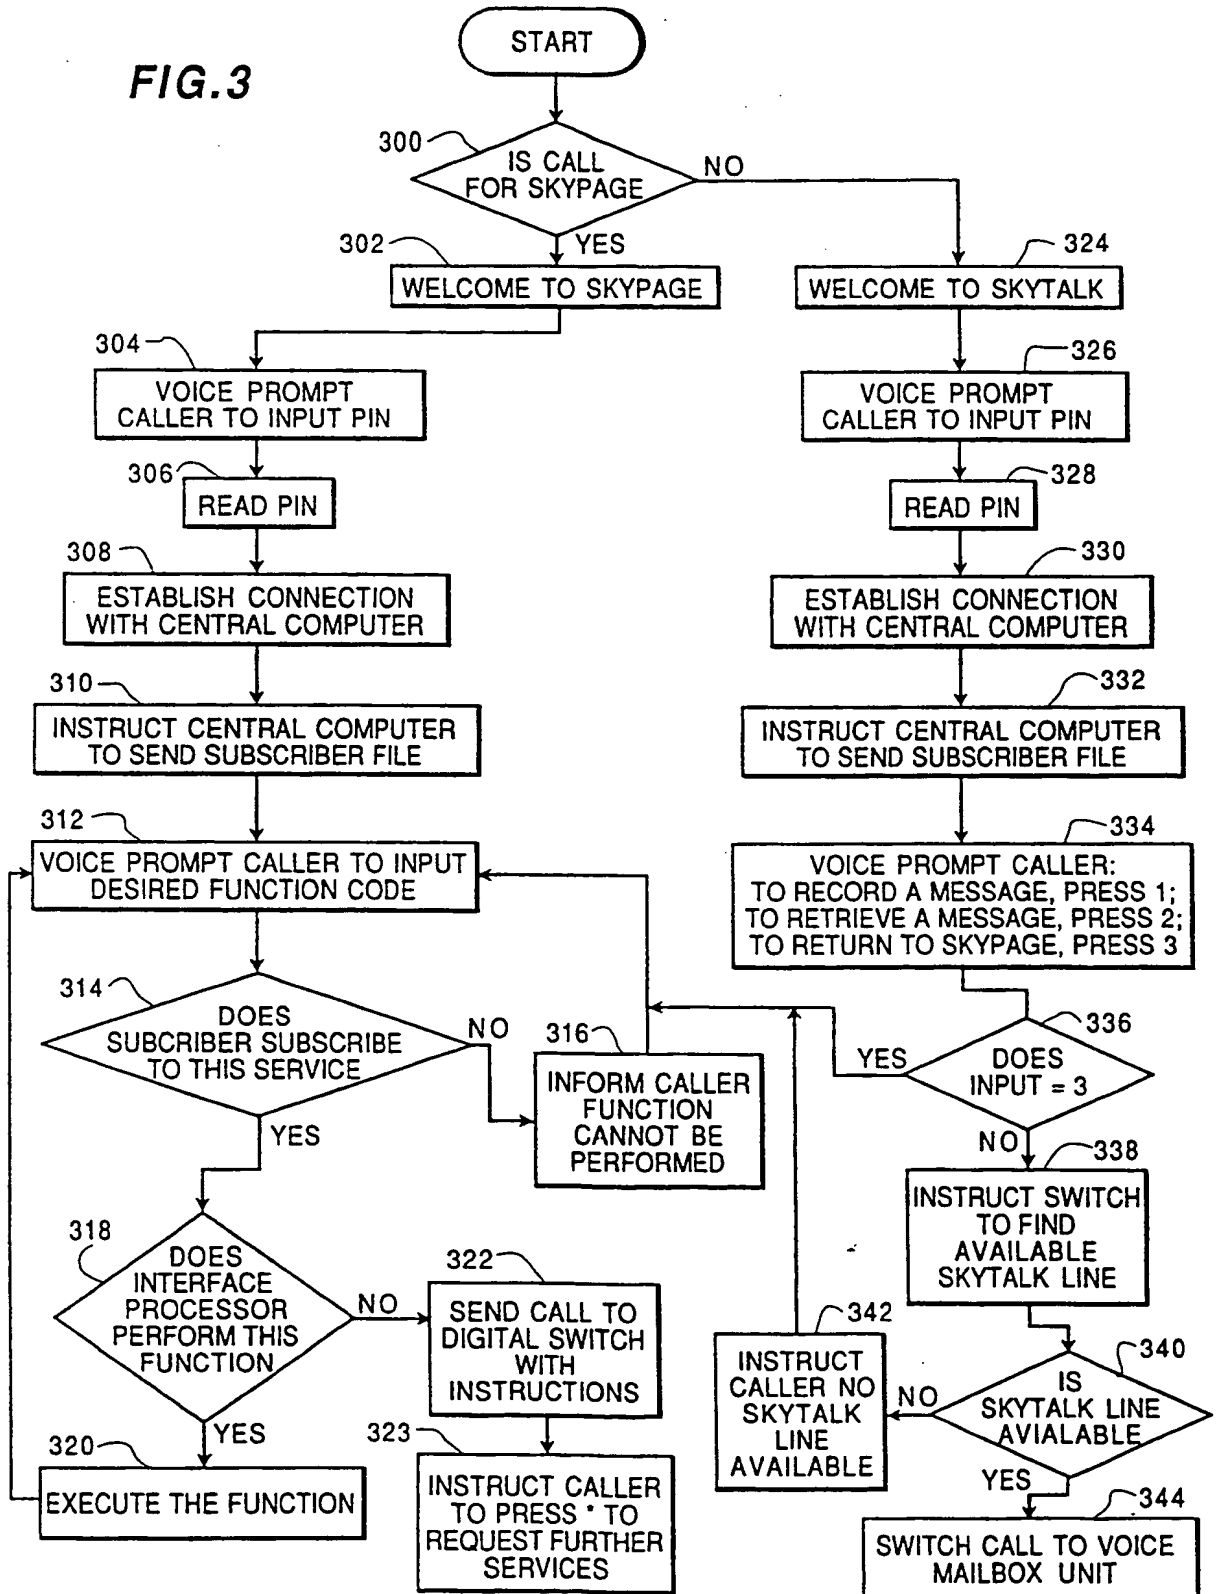 START
FIG.3
300
IS CALL
FOR SKYPAGE
NO
YES
302
WELCOME TO SKYPAGE
304
VOICE PROMPT
CALLER TO INPUT PIN
306
READ PIN
308
ESTABLISH CONNECTION
WITH CENTRAL COMPUTER
310
INSTRUCT CENTRAL COMPUTER
TO SEND SUBSCRIBER FILE
312
VOICE PROMPT CALLER TO INPUT
DESIRED FUNCTION CODE
314
DOES
SUBCRIBER SUBSCRIBE
TO THIS SERVICE
NO
YES
316
INFORM CALLER
FUNCTION
CANNOT BE
PERFORMED
318
DOES
INTERFACE
PROCESSOR
PERFORM THIS
FUNCTION
NO
YES
320
EXECUTE THE FUNCTION
322
SEND CALL TO
DIGITAL SWITCH
WITH
INSTRUCTIONS
323
INSTRUCT CALLER
TO PRESS * TO
REQUEST FURTHER
SERVICES
324
WELCOME TO SKYTALK
326
VOICE PROMPT
CALLER TO INPUT PIN
328
READ PIN
330
ESTABLISH CONNECTION
WITH CENTRAL COMPUTER
332
INSTRUCT CENTRAL COMPUTER
TO SEND SUBSCRIBER FILE
334
VOICE PROMPT CALLER:
TO RECORD A MESSAGE, PRESS 1;
TO RETRIEVE A MESSAGE, PRESS 2;
TO RETURN TO SKYPAGE, PRESS 3
336
DOES
INPUT = 3
YES
NO
338
INSTRUCT SWITCH
TO FIND
AVAILABLE
SKYTALK LINE
340
IS
SKYTALK LINE
AVIALABLE
NO
YES
342
INSTRUCT
CALLER NO
SKYTALK
LINE
AVAILABLE
344
SWITCH CALL TO VOICE
MAILBOX UNIT